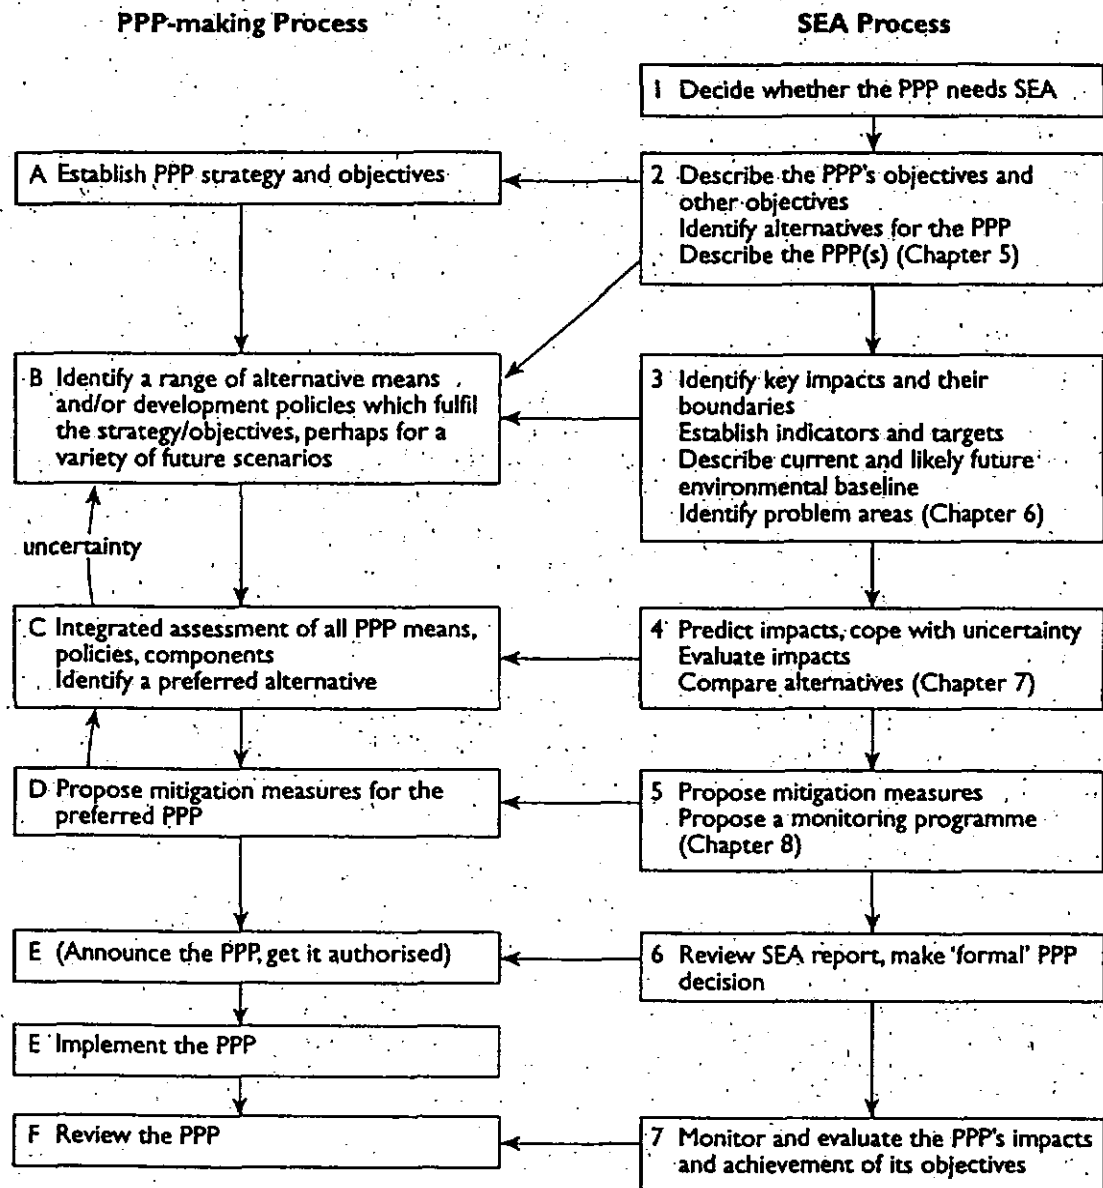 PPP-making Process
SEA Process
1 Decide whether the PPP needs SEA
A Establish PPP strategy and objectives
2 Describe the PPP's objectives and
other objectives
Identify alternatives for the PPP
Describe the PPP(s) (Chapter 5)
B Identify a range of alternative means
and/or development policies which fulfil
the strategy/objectives, perhaps for a
variety of future scenarios
3 Identify key impacts and their
boundaries
Establish indicators and targets
Describe current and likely future
environmental baseline
Identify problem areas (Chapter 6)
uncertainty
C Integrated assessment of all PPP means,
policies, components
Identify a preferred alternative
4 Predict impacts, cope with uncertainty
Evaluate impacts
Compare alternatives (Chapter 7)
D Propose mitigation measures for the
preferred PPP
5 Propose mitigation measures
Propose a monitoring programme
(Chapter 8)
E (Announce the PPP, get it authorised)
6 Review SEA report, make 'formal' PPP
decision
E Implement the PPP
F Review the PPP
7 Monitor and evaluate the PPP's impacts
and achievement of its objectives